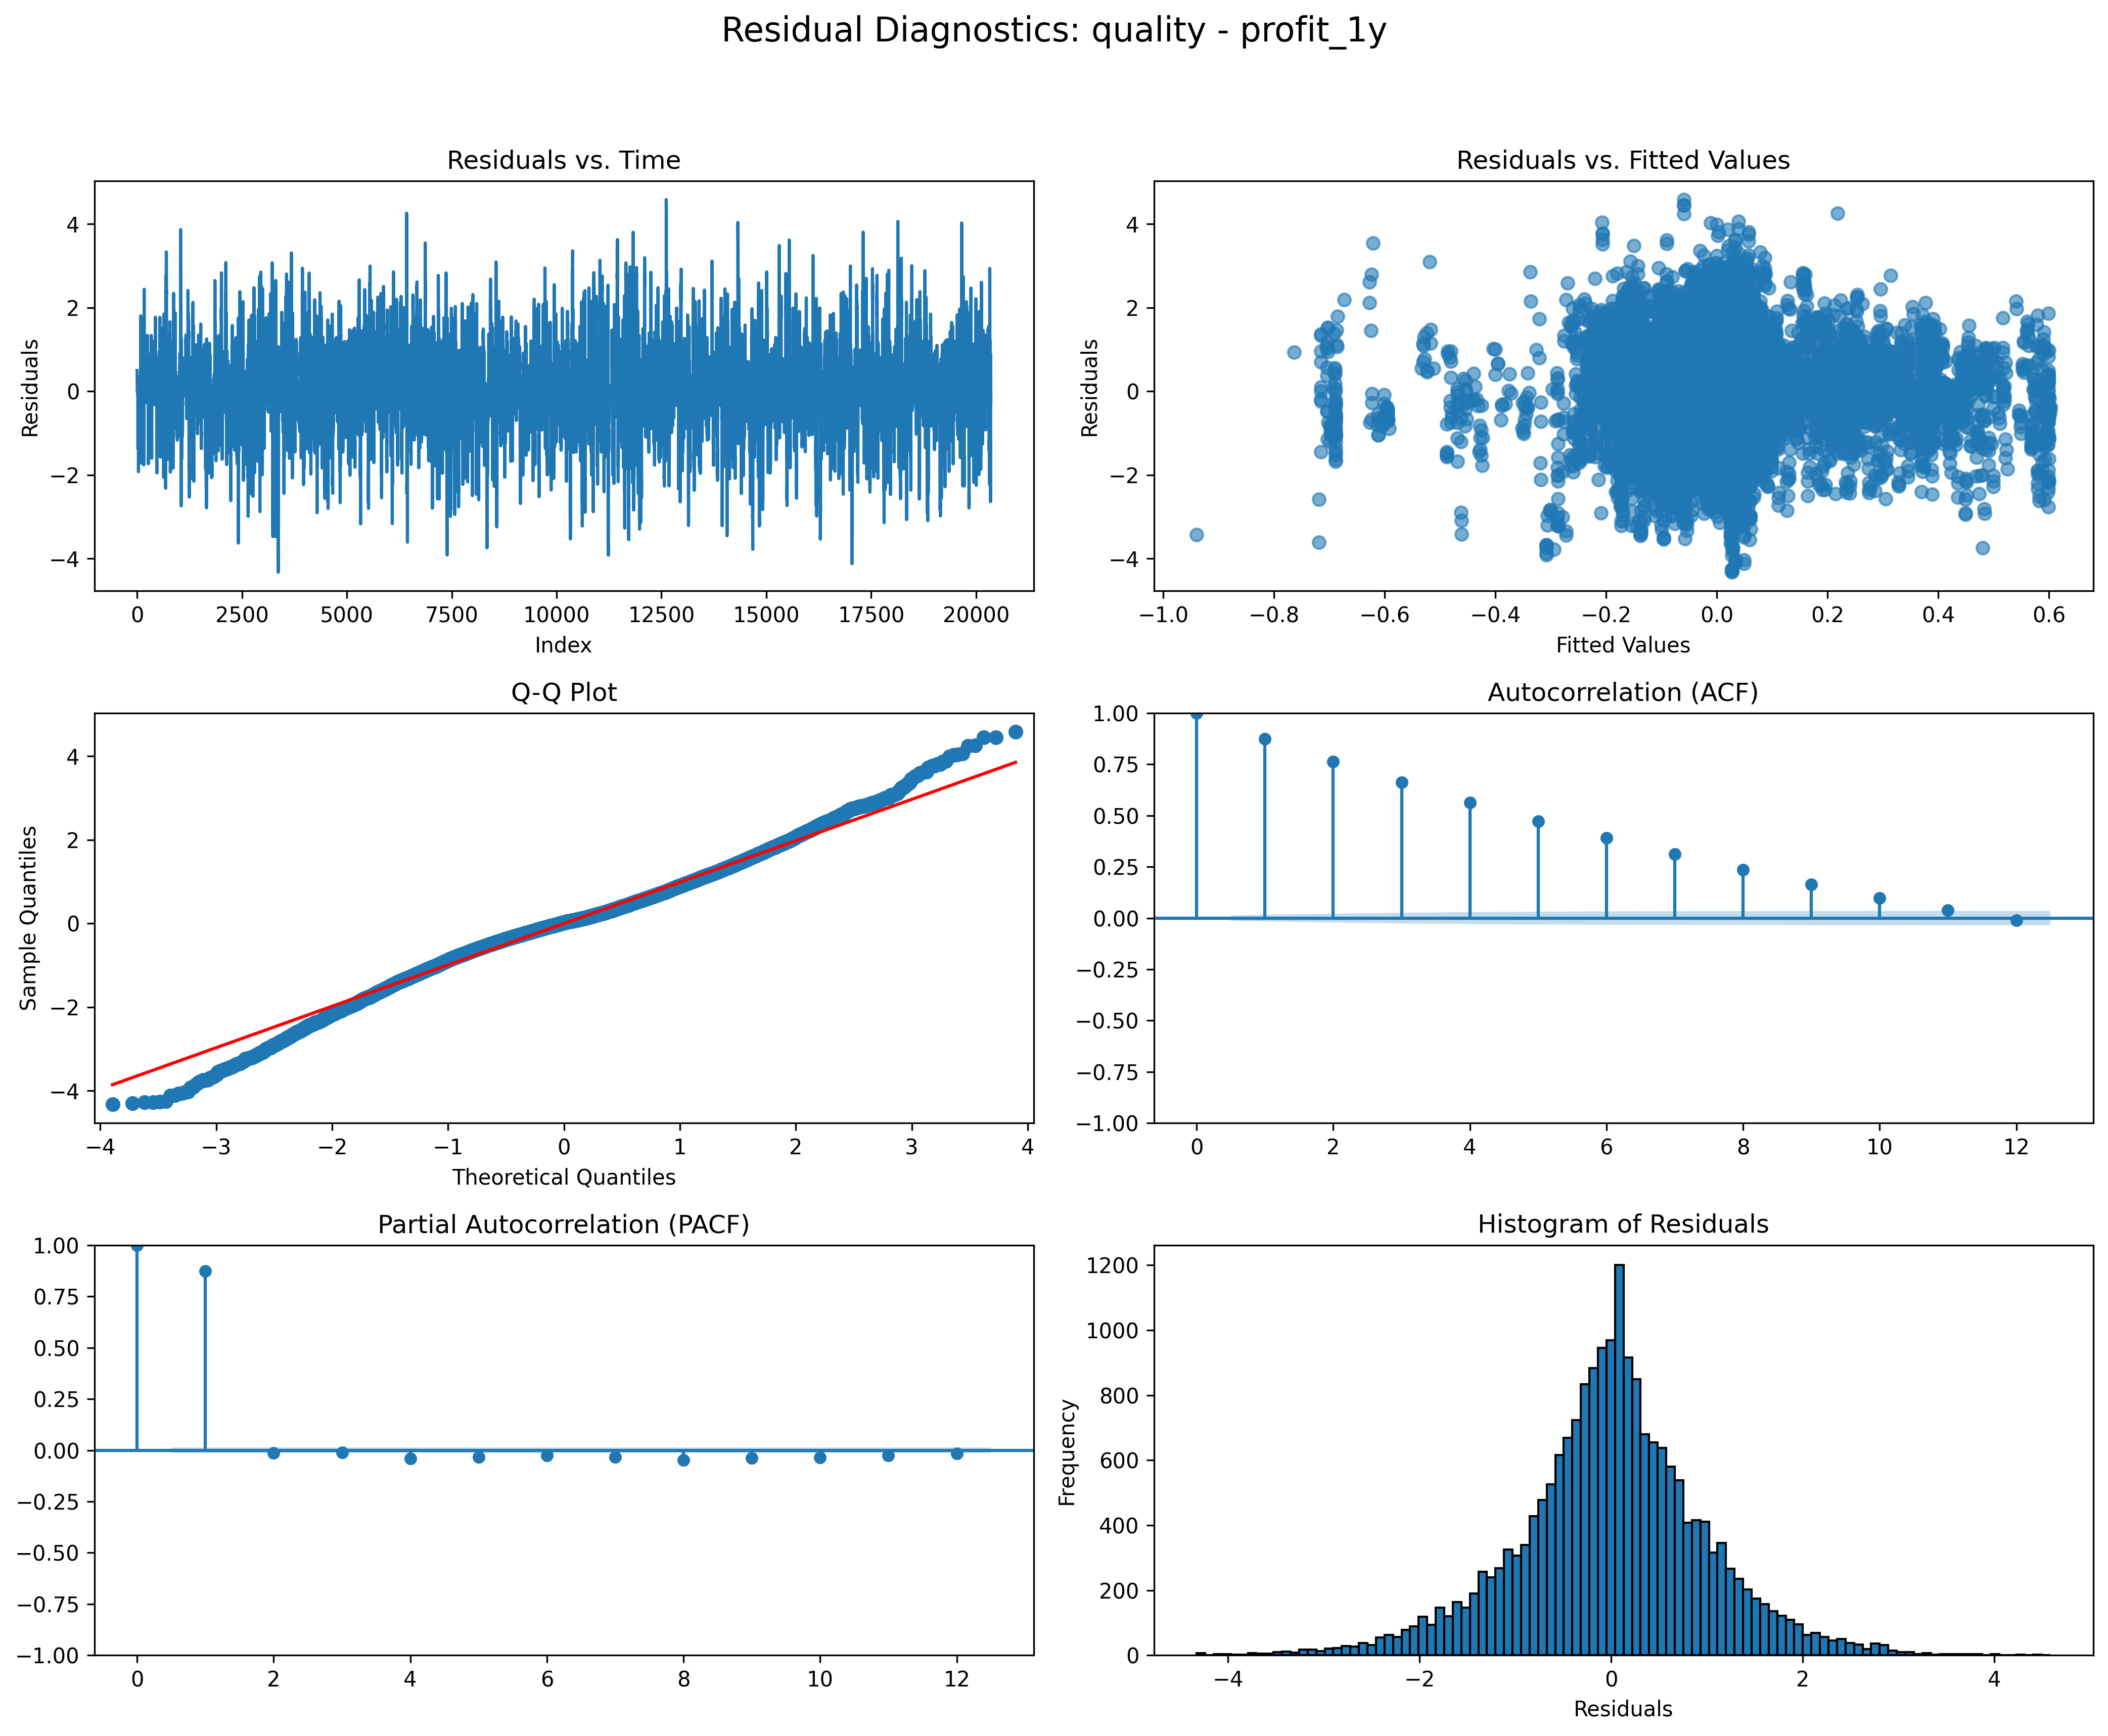 Residual Diagnostics: quality - profit_1y
Residuals vs. Time
Residuals
4
2
0
−2
−4
0 2500 5000 7500 10000 12500 15000 17500 20000
Index
Residuals vs. Fitted Values
Residuals
4
2
0
−2
−4
−1.0 −0.8 −0.6 −0.4 −0.2 0.0 0.2 0.4 0.6
Fitted Values
Q-Q Plot
Sample Quantiles
4
2
0
−2
−4
−4 −3 −2 −1 0 1 2 3 4
Theoretical Quantiles
Autocorrelation (ACF)
1.00
0.75
0.50
0.25
0.00
−0.25
−0.50
−0.75
−1.00
0 2 4 6 8 10 12
Partial Autocorrelation (PACF)
1.00
0.75
0.50
0.25
0.00
−0.25
−0.50
−0.75
−1.00
0 2 4 6 8 10 12
Histogram of Residuals
Frequency
1200
1000
800
600
400
200
0
−4 −2 0 2 4
Residuals